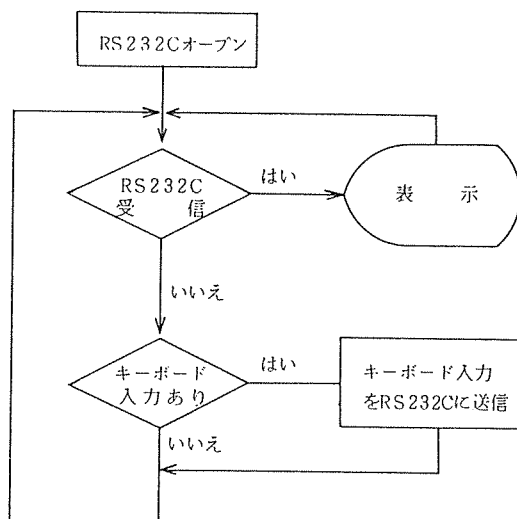 RS232Cオープン
RS232C
受 信
はい
表 示
いいえ
キーボード
入力あり
はい
キーボード入力
をRS232Cに送信
いいえ